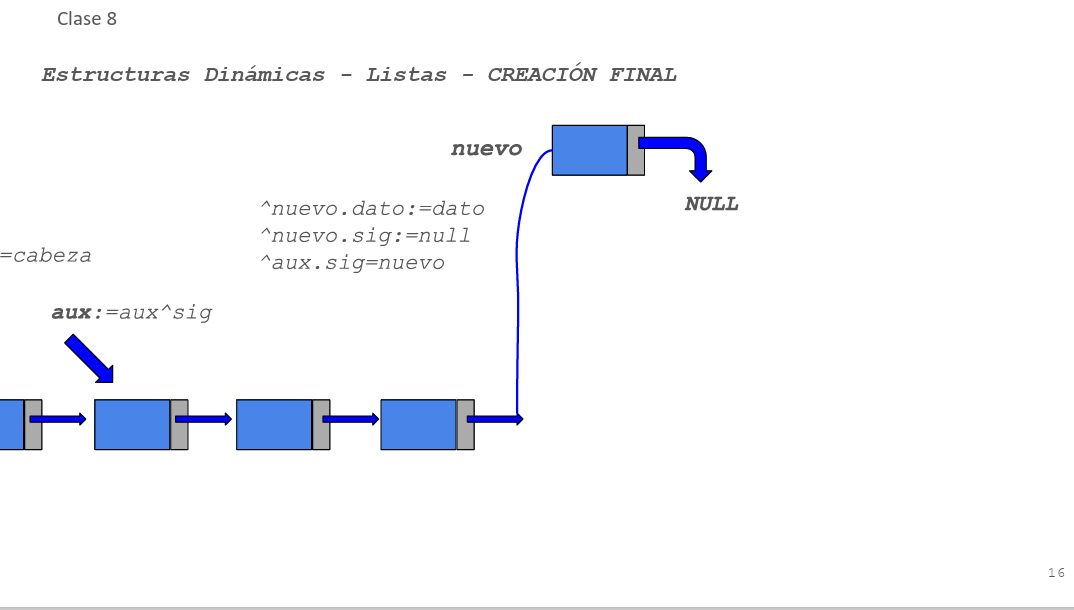 Clase 8
Estructuras Dinámicas - Listas - CREACIÓN FINAL
nuevo
NULL
^nuevo.dato:=dato
^nuevo.sig:=null
^aux.sig=nuevo
=cabeza
aux:=aux^sig
16